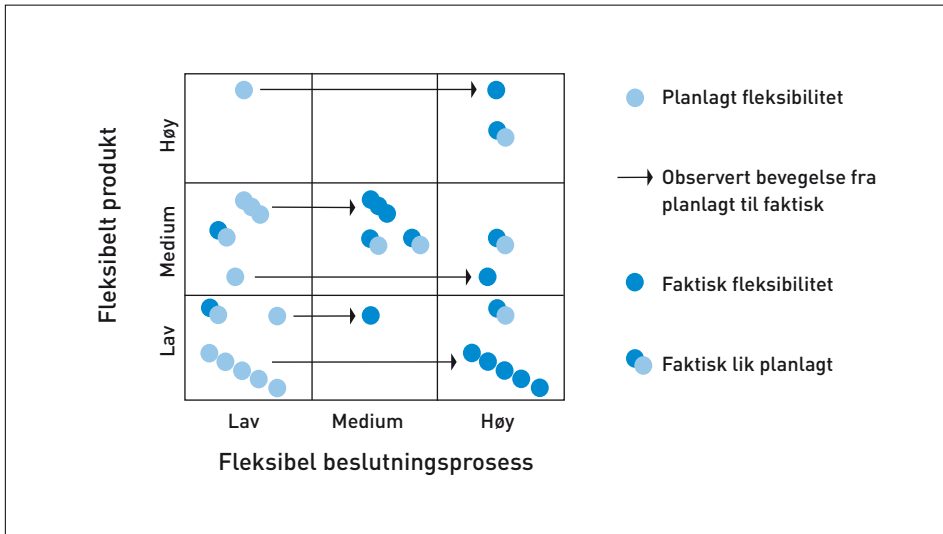 Fleksibelt produkt
Høy
Medium
Lav
Lav
Medium
Høy
Fleksibel beslutningsprosess
Planlagt fleksibilitet
Observert bevegelse fra
planlagt til faktisk
Faktisk fleksibilitet
Faktisk lik planlagt